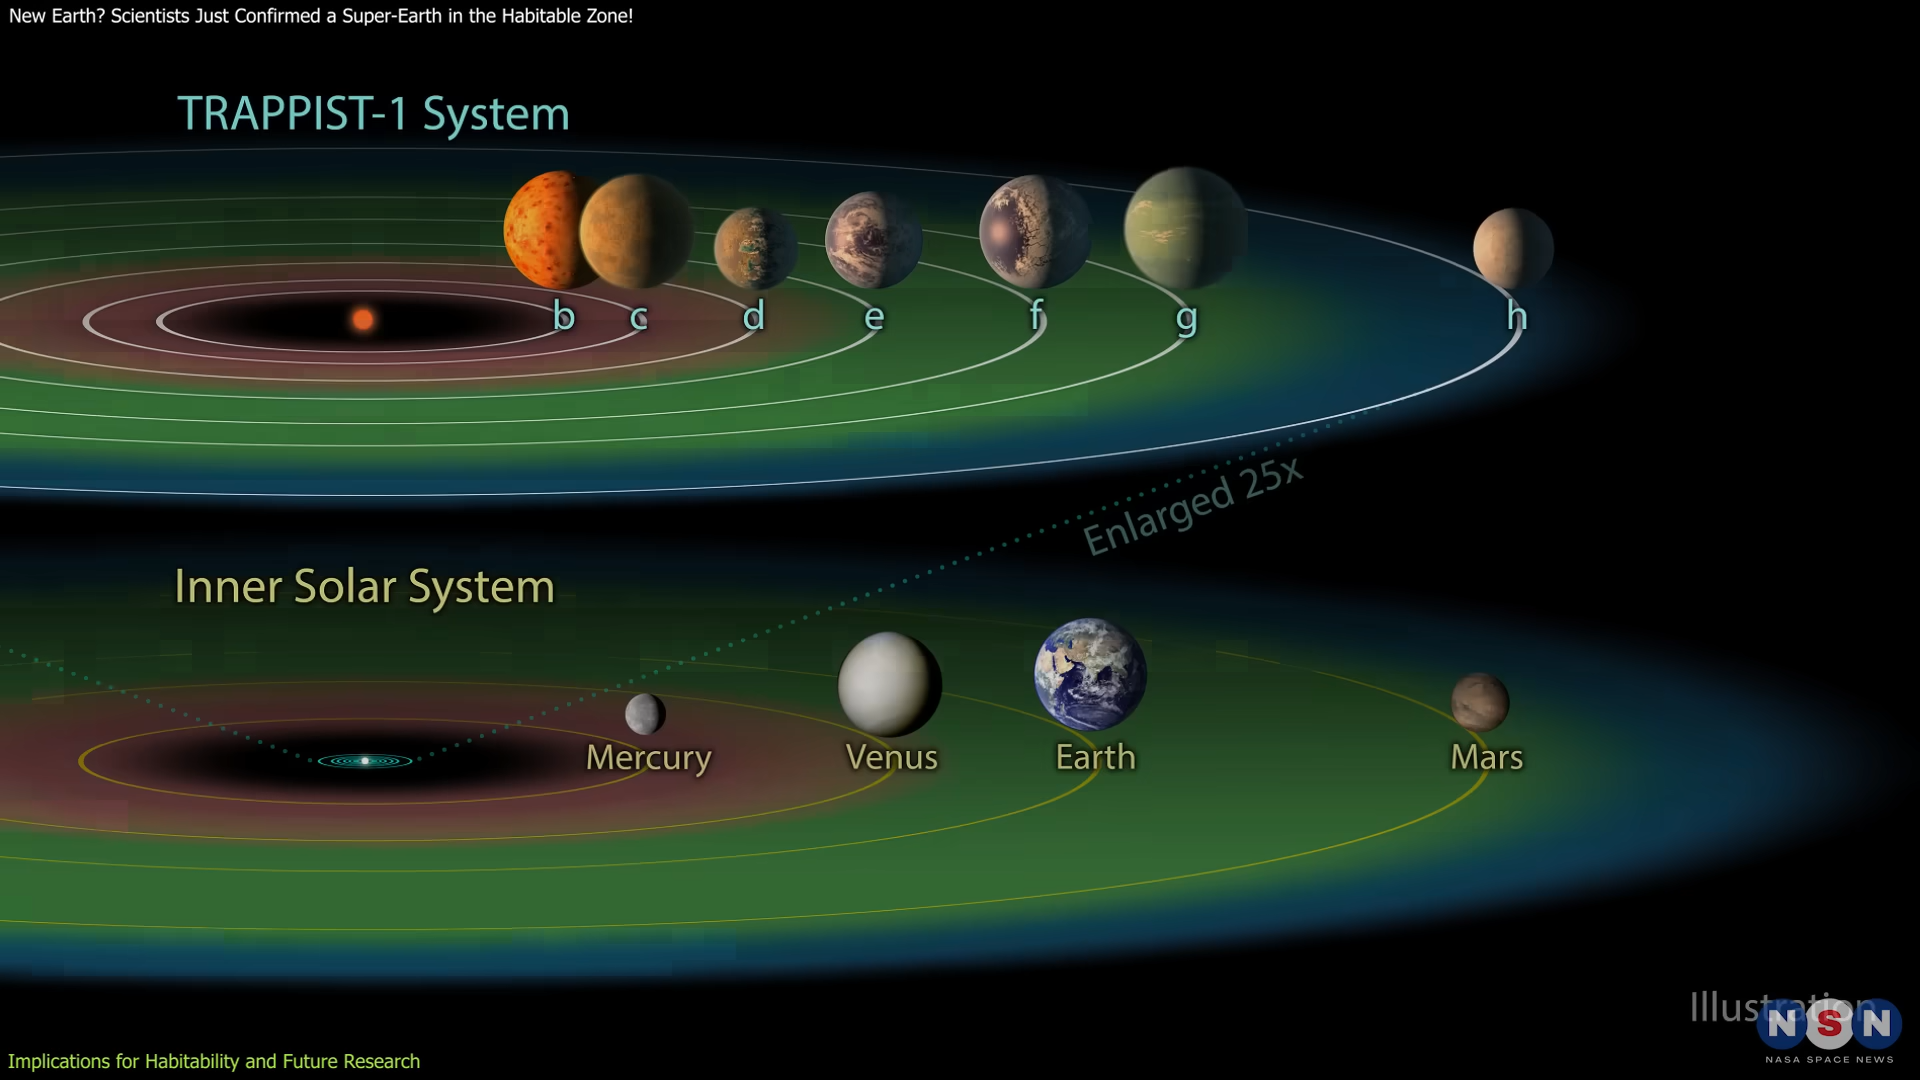 New Earth? Scientists Just Confirmed a Super-Earth in the Habitable Zone!
TRAPPIST-1 System
b c d e f g h
Enlarged 25x
Inner Solar System
Mercury Venus Earth Mars
Illustration
NSN
NASA SPACE NEWS
Implications for Habitability and Future Research